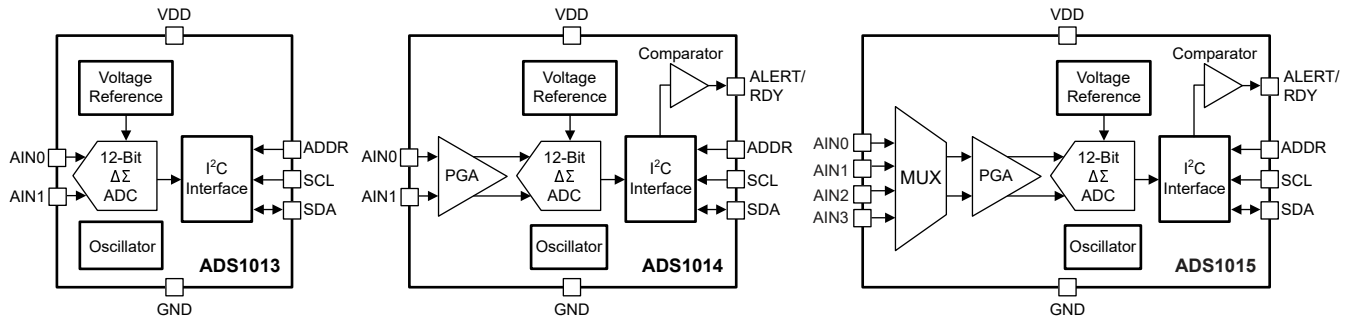 VDD
Voltage
Reference
AIN0
AIN1
12-Bit
ΔΣ
ADC
I²C
Interface
ADDR
SCL
SDA
Oscillator
ADS1013
GND
VDD
Comparator
ALERT/
RDY
Voltage
Reference
AIN0
AIN1
PGA
12-Bit
ΔΣ
ADC
I²C
Interface
ADDR
SCL
SDA
Oscillator
ADS1014
GND
VDD
Comparator
ALERT/
RDY
Voltage
Reference
AIN0
AIN1
AIN2
AIN3
MUX
PGA
12-Bit
ΔΣ
ADC
I²C
Interface
ADDR
SCL
SDA
Oscillator
ADS1015
GND